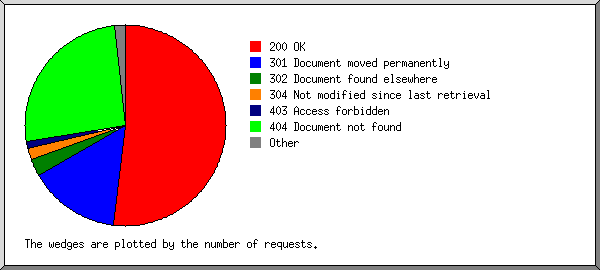 200 OK
301 Document moved permanently
302 Document found elsewhere
304 Not modified since last retrieval
403 Access forbidden
404 Document not found
Other
The wedges are plotted by the number of requests.